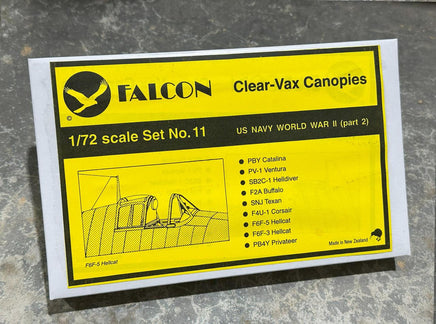 FALCON
Clear-Vax Canopies
©
1/72 scale Set No. 11
US NAVY WORLD WAR II (part 2)
● PBY Catalina
● PV-1 Ventura
● SB2C-1 Helldiver
● F2A Buffalo
● SNJ Texan
● F4U-1 Corsair
● F6F-5 Hellcat
● F6F-3 Hellcat
● PB4Y Privateer
F6F-5 Hellcat
Made in New Zealand